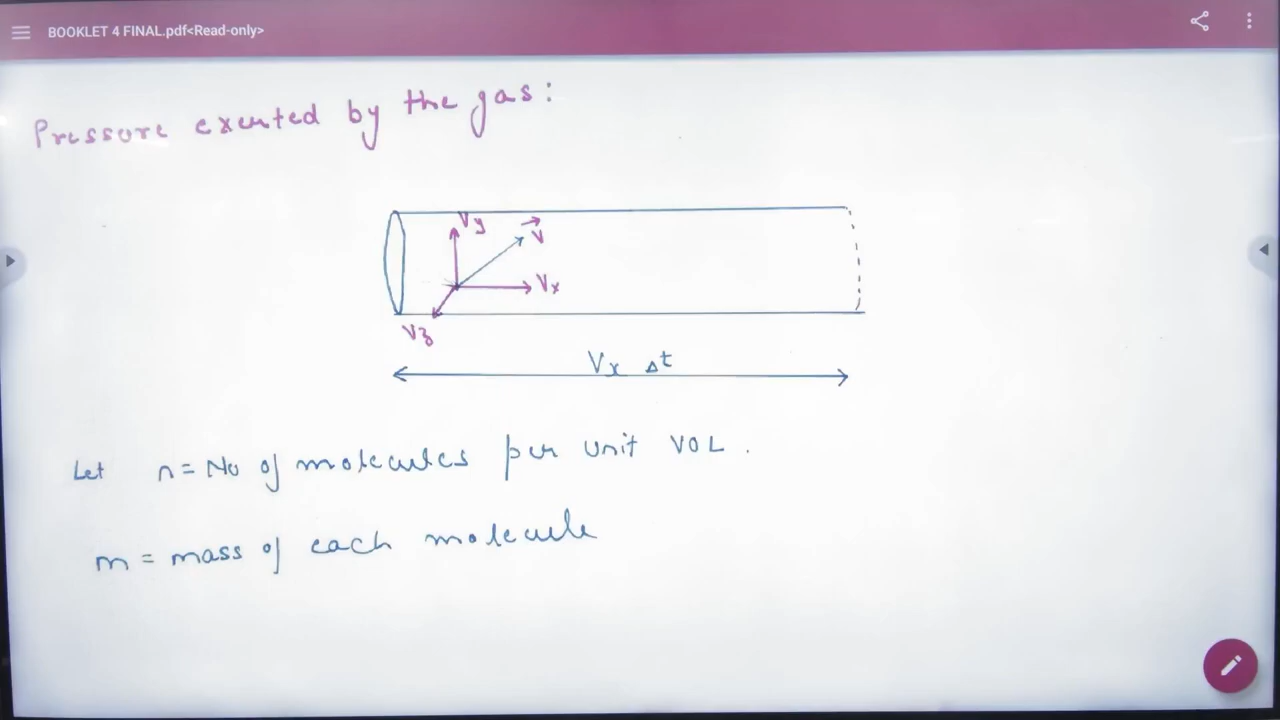 BOOKLET 4 FINAL.pdf<Read-only>
Pressure exerted by the gas:
Vy
V
Vx
Vz
Vx Δt
Let n = No of molecules per unit VOL.
m = mass of each molecule